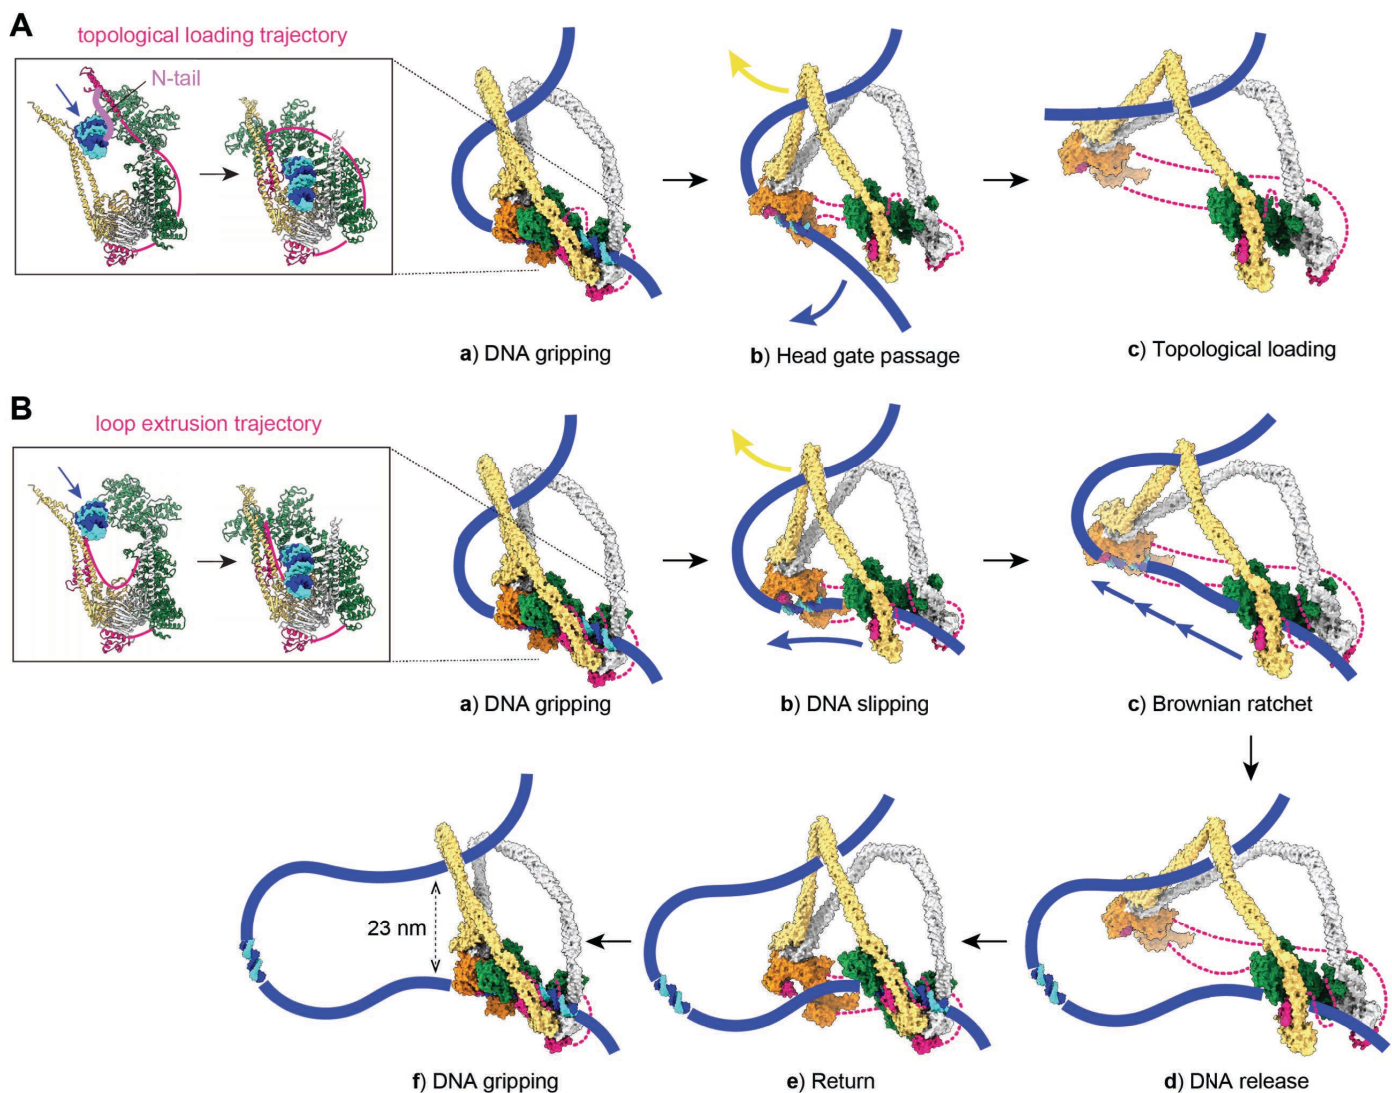 A
topological loading trajectory
N-tail
a) DNA gripping
b) Head gate passage
c) Topological loading
B
loop extrusion trajectory
a) DNA gripping
b) DNA slipping
c) Brownian ratchet
23 nm
f) DNA gripping
e) Return
d) DNA release